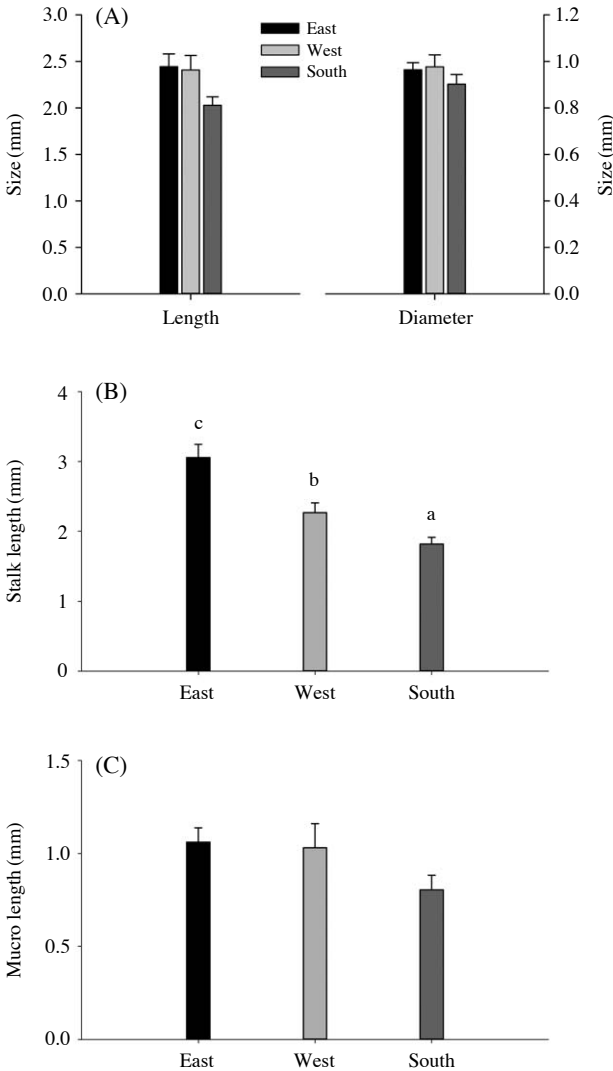 (A)
East
West
South
3.0
2.5
2.0
1.5
1.0
0.5
0.0
Size (mm)
1.2
1.0
0.8
0.6
0.4
0.2
0.0
Size (mm)
Length
Diameter
(B)
4
3
2
1
0
Stalk length (mm)
c
b
a
East
West
South
(C)
1.5
1.0
0.5
0.0
Mucro length (mm)
East
West
South